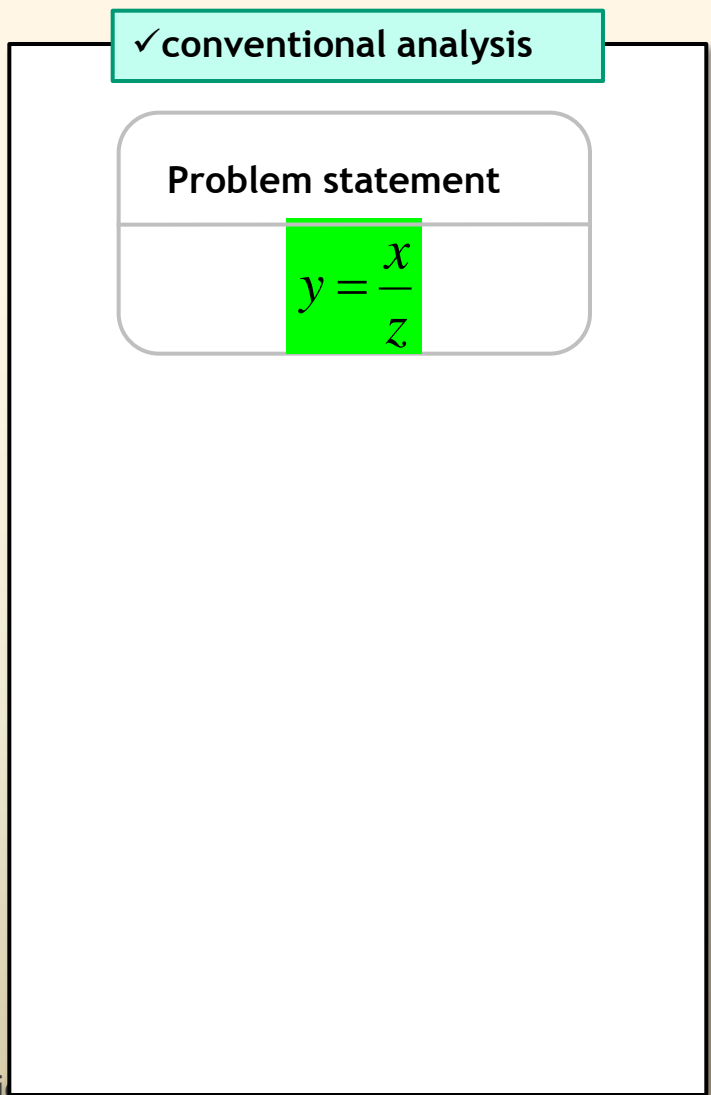 ✓conventional analysis
Problem statement
y = x/z